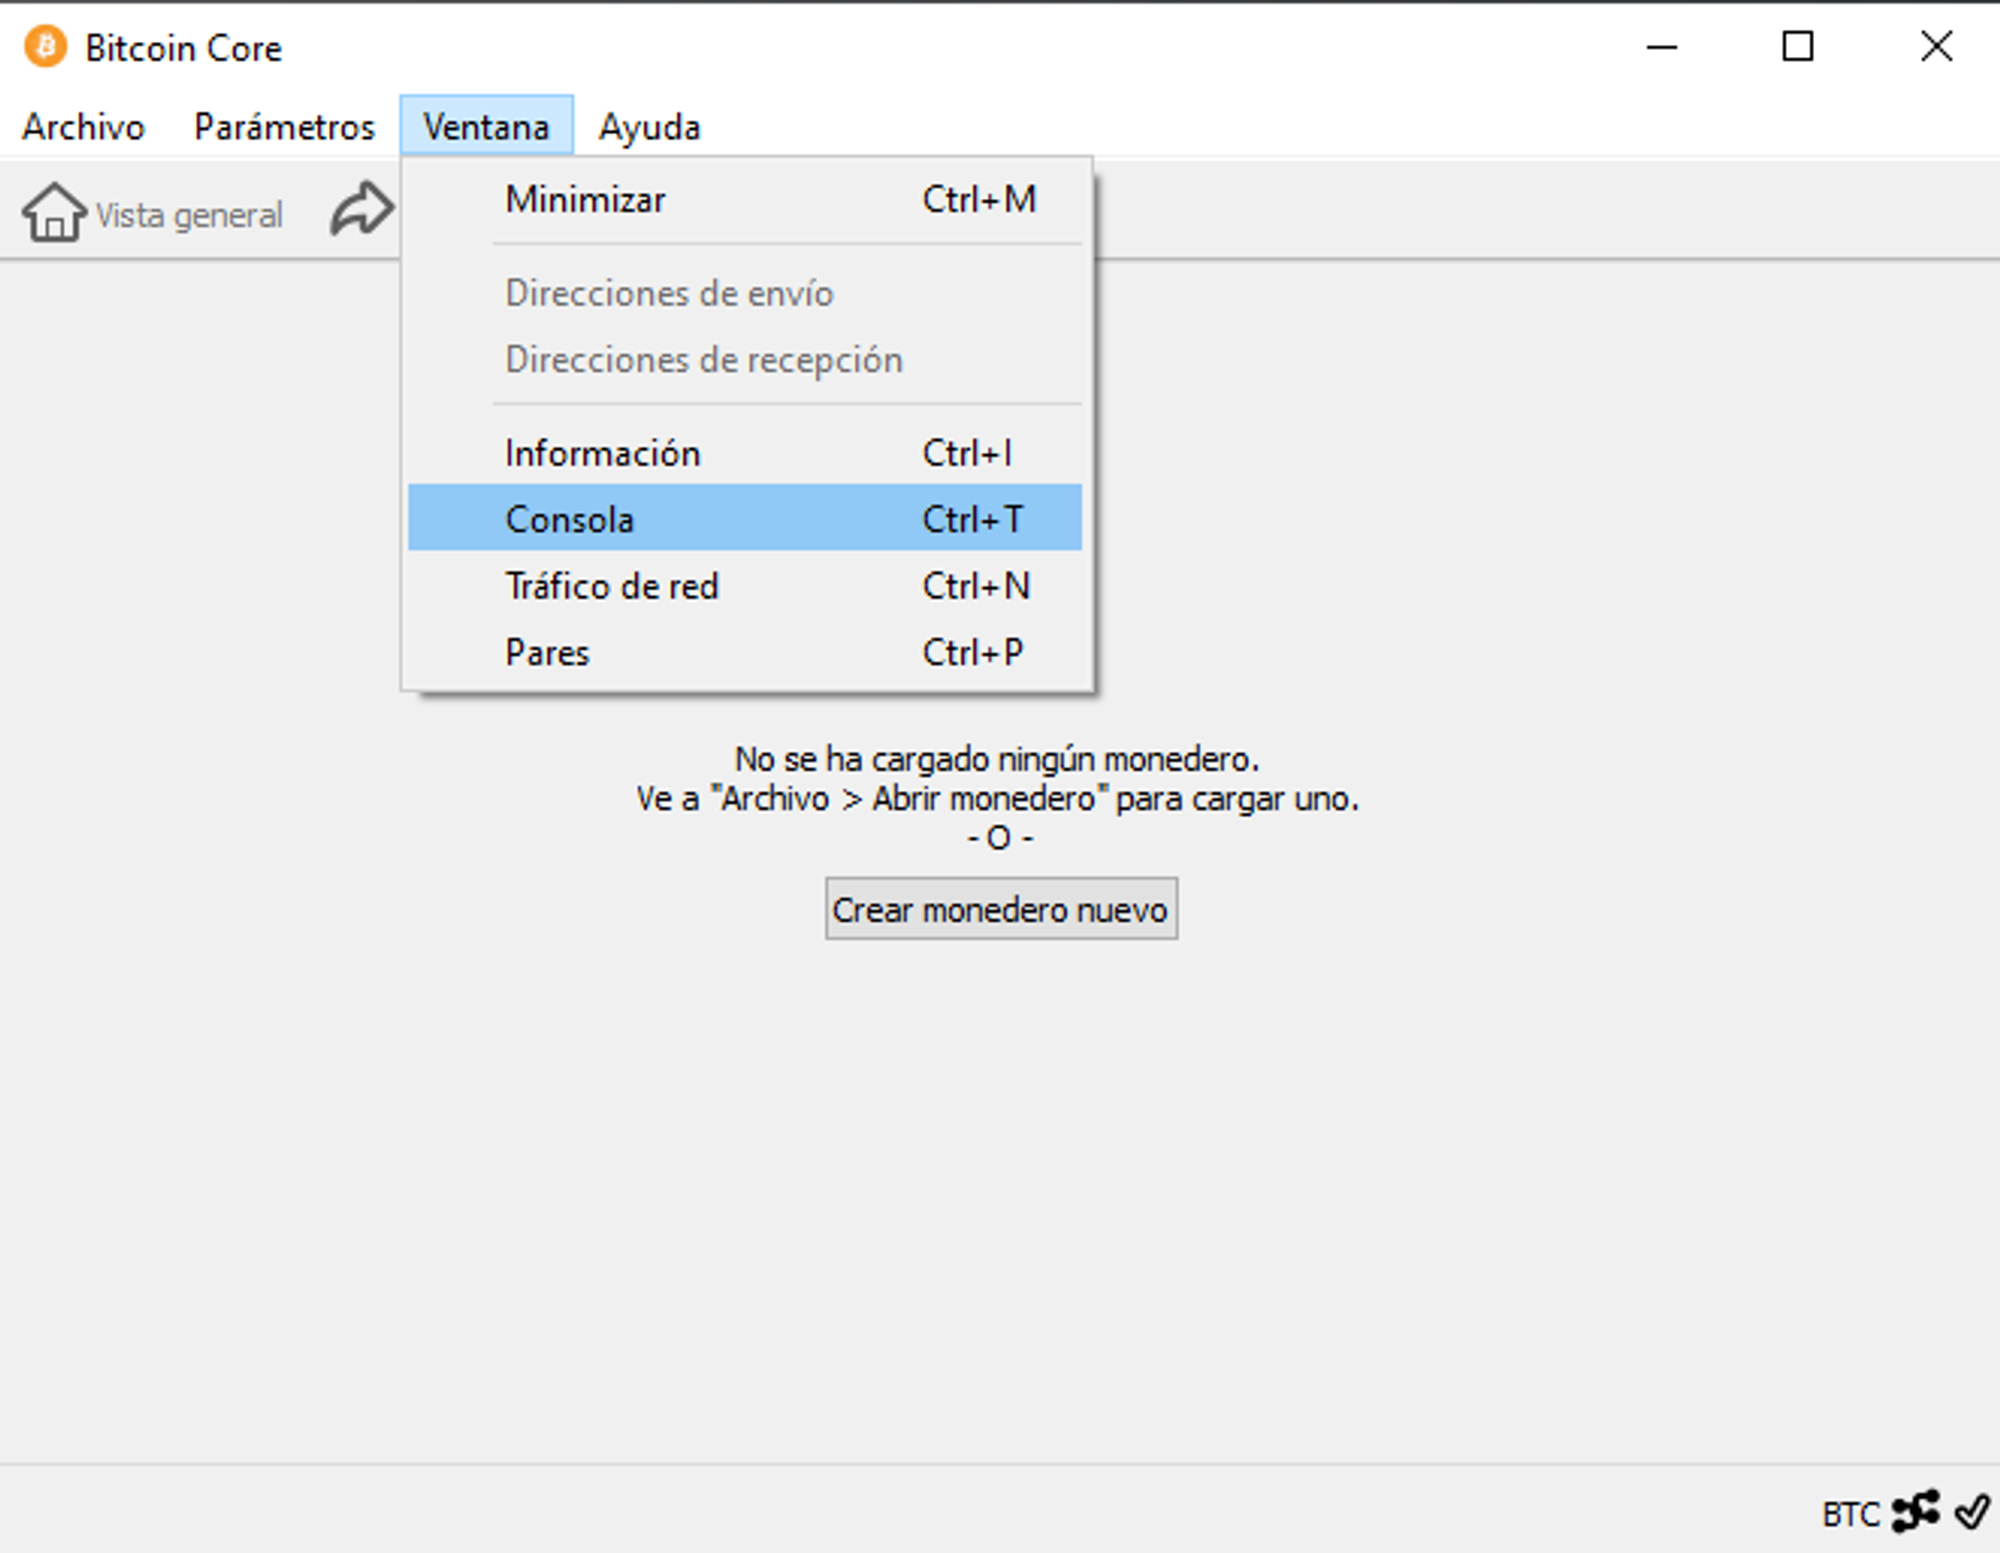 Bitcoin Core
Archivo Parámetros Ventana Ayuda
Vista general
Minimizar Ctrl+M
Direcciones de envío
Direcciones de recepción
Información Ctrl+I
Consola Ctrl+T
Tráfico de red Ctrl+N
Pares Ctrl+P
No se ha cargado ningún monedero.
Ve a "Archivo > Abrir monedero" para cargar uno.
- O -
Crear monedero nuevo
BTC